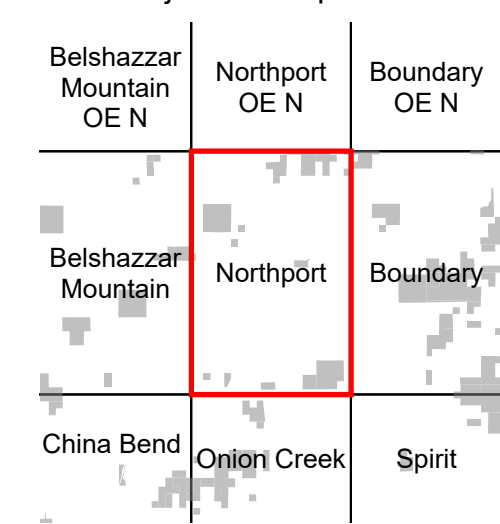 Belshazzar
Mountain
OE N
Northport
OE N
Boundary
OE N
Belshazzar
Mountain
Northport
Boundary
China Bend
Onion Creek
Spirit